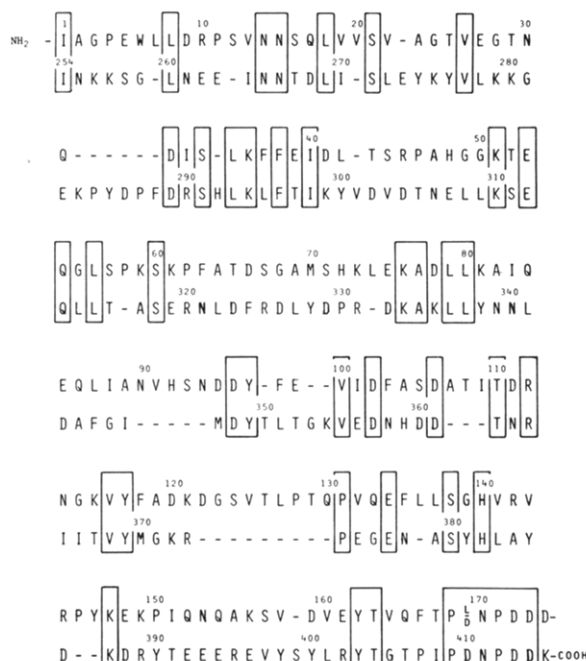 1 10 20 30
NH2 - I A G P E W L L D R P S V N N S Q L V V S V - A G T V E G T N
254 260 270 280
I N K K S G - L N E E - I N N T D L I - S L E Y K Y V L K K G
40 50
Q - - - - - - D I S - L K F F E I D L - T S R P A H G G K T E
290 300 310
E K P Y D P F D R S H L K L F T I K Y V D V D T N E L L K S E
60 70 80
Q G L S P K S K P F A T D S G A M S H K L E K A D L L K A I Q
320 330 340
Q L L T - A S E R N L D F R D L Y D P R - D K A K L L Y N N L
90 100 110
E Q L I A N V H S N D D Y - F E - - V I D F A S D A T I T D R
350 360
D A F G I - - - - - M D Y T L T G K V E D N H D D - - - T N R
120 130 140
N G K V Y F A D K D G S V T L P T Q P V Q E F L L S G H V R V
370 380
I I T V Y M G K R - - - - - - - - - P E G E N - A S Y H L A Y
150 160 170
R P Y K E K P I Q N Q A K S V - D V E Y T V Q F T P L/D N P D D D-
390 400 410
D - - K D R Y T E E E R E V Y S Y L R Y T G T P I P D N P D D K-COOH